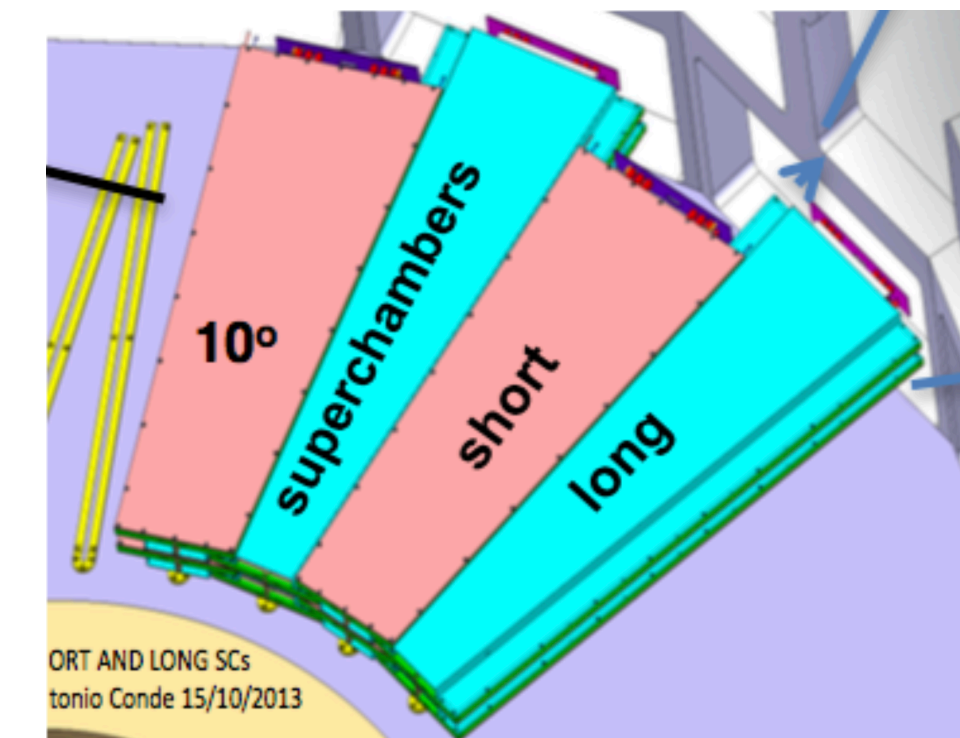 10º
superchambers
short
long
ORT AND LONG SCs
tonio Conde 15/10/2013